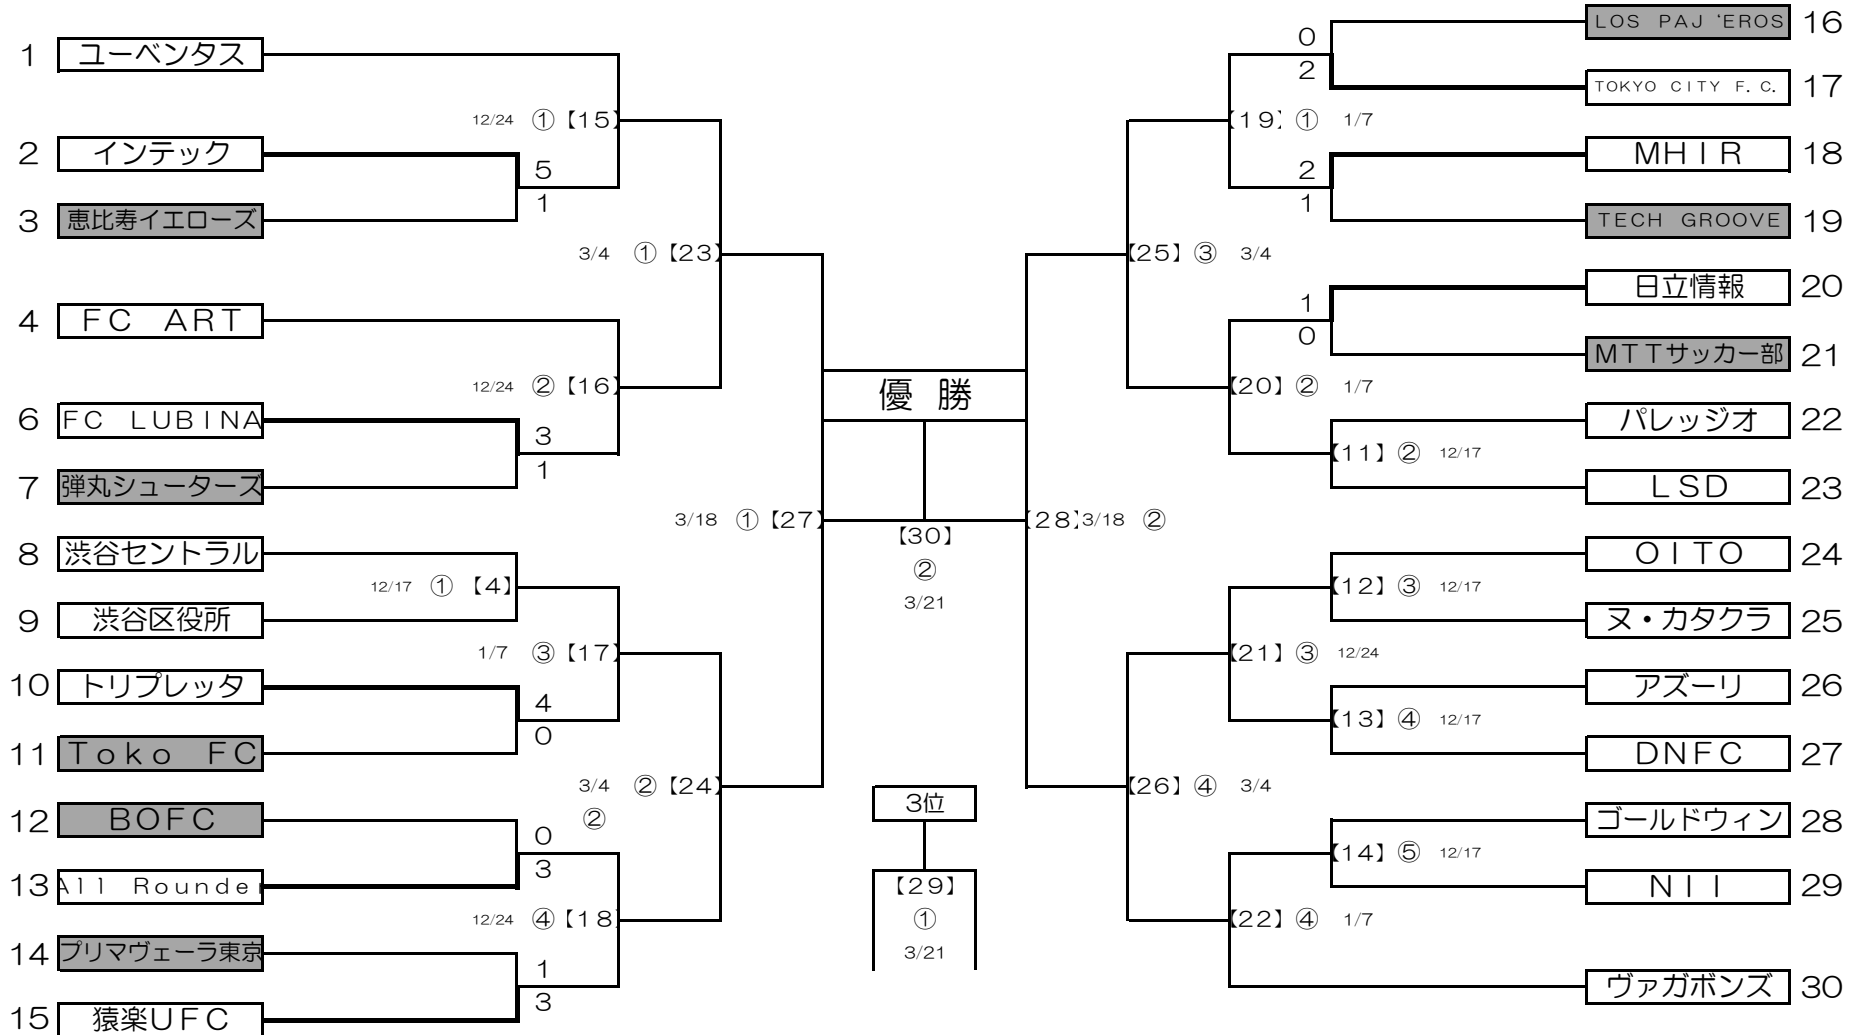 1 ユーベンタス
12/24 ① 【15】
2 インテック
5
1
3 恵比寿イエローズ
3/4 ① 【23】
4 FC ART
12/24 ② 【16】
6 FC LUBINA
3
1
7 弾丸シューターズ
3/18 ① 【27】
8 渋谷セントラル
12/17 ① 【4】
9 渋谷区役所
1/7 ③ 【17】
10 トリプレッタ
4
0
11 Toko FC
3/4 ② 【24】
②
12 BOFC
0
3
13 All Rounder
12/24 ④ 【18】
14 プリマヴェーラ東京
1
3
15 猿楽UFC
優 勝
【30】
②
3/21
3位
【29】
①
3/21
LOS PAJ‘EROS 16
0
2
TOKYO CITY F.C. 17
【19】 ① 1/7
MHIR 18
2
1
TECH GROOVE 19
【25】 ③ 3/4
日立情報 20
1
0
MTTサッカー部 21
【20】 ② 1/7
パレッジオ 22
【11】 ② 12/17
LSD 23
【28】 3/18 ②
OITO 24
【12】 ③ 12/17
ヌ・カタクラ 25
【21】 ③ 12/24
アズーリ 26
【13】 ④ 12/17
DNFC 27
【26】 ④ 3/4
ゴールドウィン 28
【14】 ⑤ 12/17
NII 29
【22】 ④ 1/7
ヴァガボンズ 30